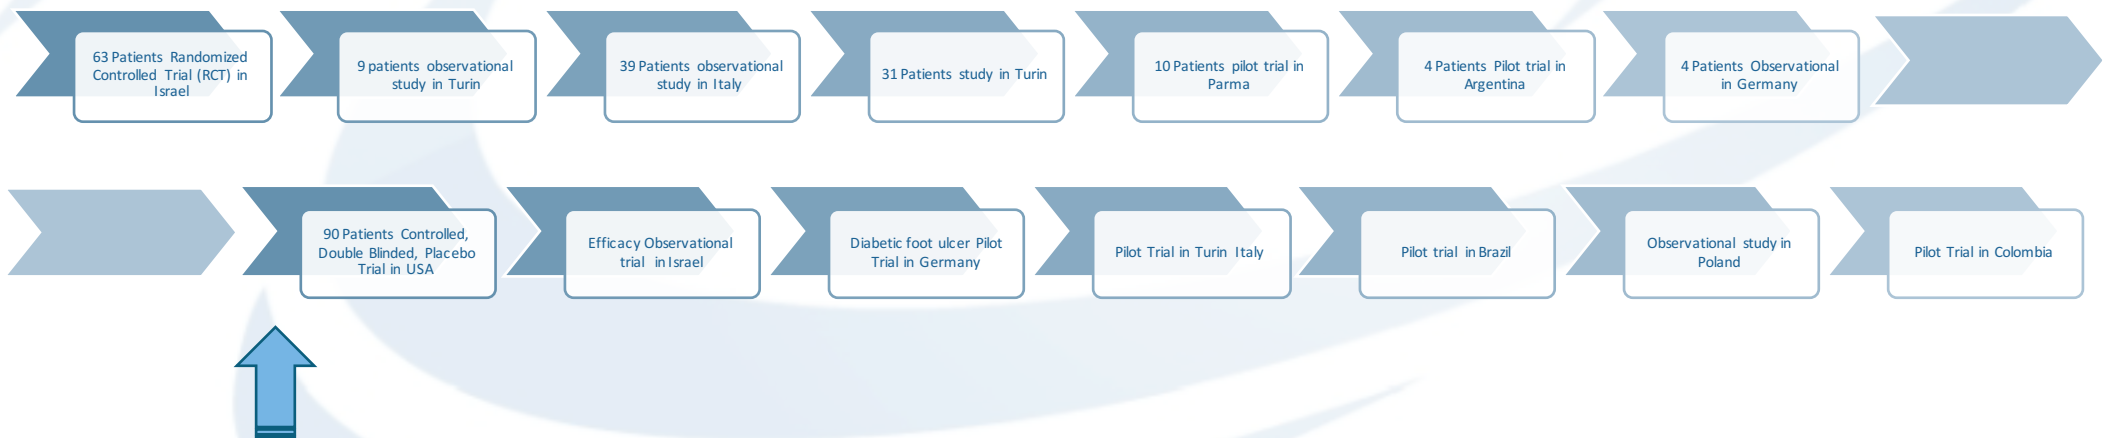 63 Patients Randomized
Controlled Trial (RCT) in
Israel
9 patients observational
study in Turin
39 Patients observational
study in Italy
31 Patients study in Turin
10 Patients pilot trial in
Parma
4 Patients Pilot trial in
Argentina
4 Patients Observational
in Germany
90 Patients Controlled,
Double Blinded, Placebo
Trial in USA
Efficacy Observational
trial in Israel
Diabetic foot ulcer Pilot
Trial in Germany
Pilot Trial in Turin Italy
Pilot trial in Brazil
Observational study in
Poland
Pilot Trial in Colombia